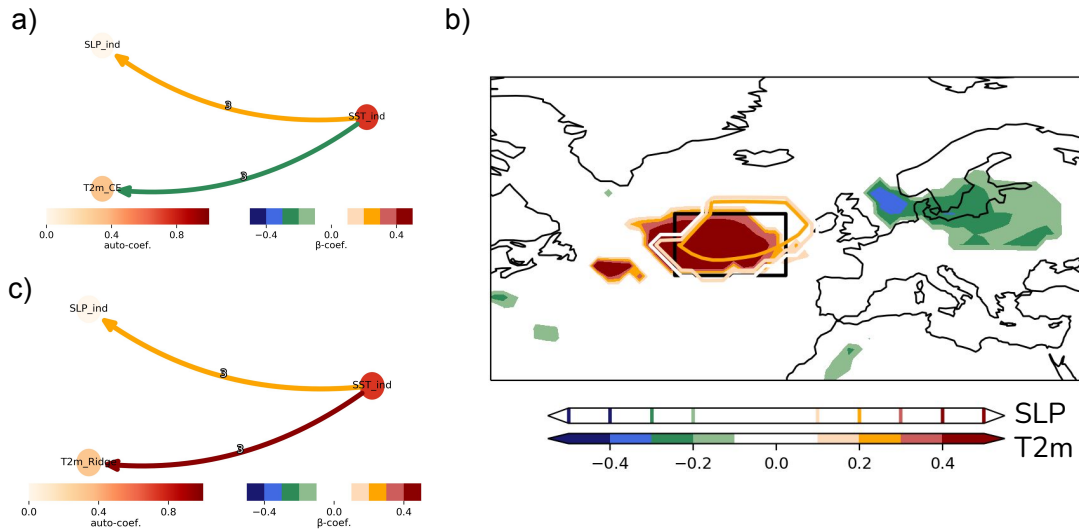 a)
SLP_ind
3
SST_ind
3
T2m_CE
0.0 0.4 0.8
auto-coef.
−0.4 0.0 0.4
β-coef.
b)
SLP
T2m
−0.4 −0.2 0.0 0.2 0.4
c)
SLP_ind
3
SST_ind
3
T2m_Ridge
0.0 0.4 0.8
auto-coef.
−0.4 0.0 0.4
β-coef.